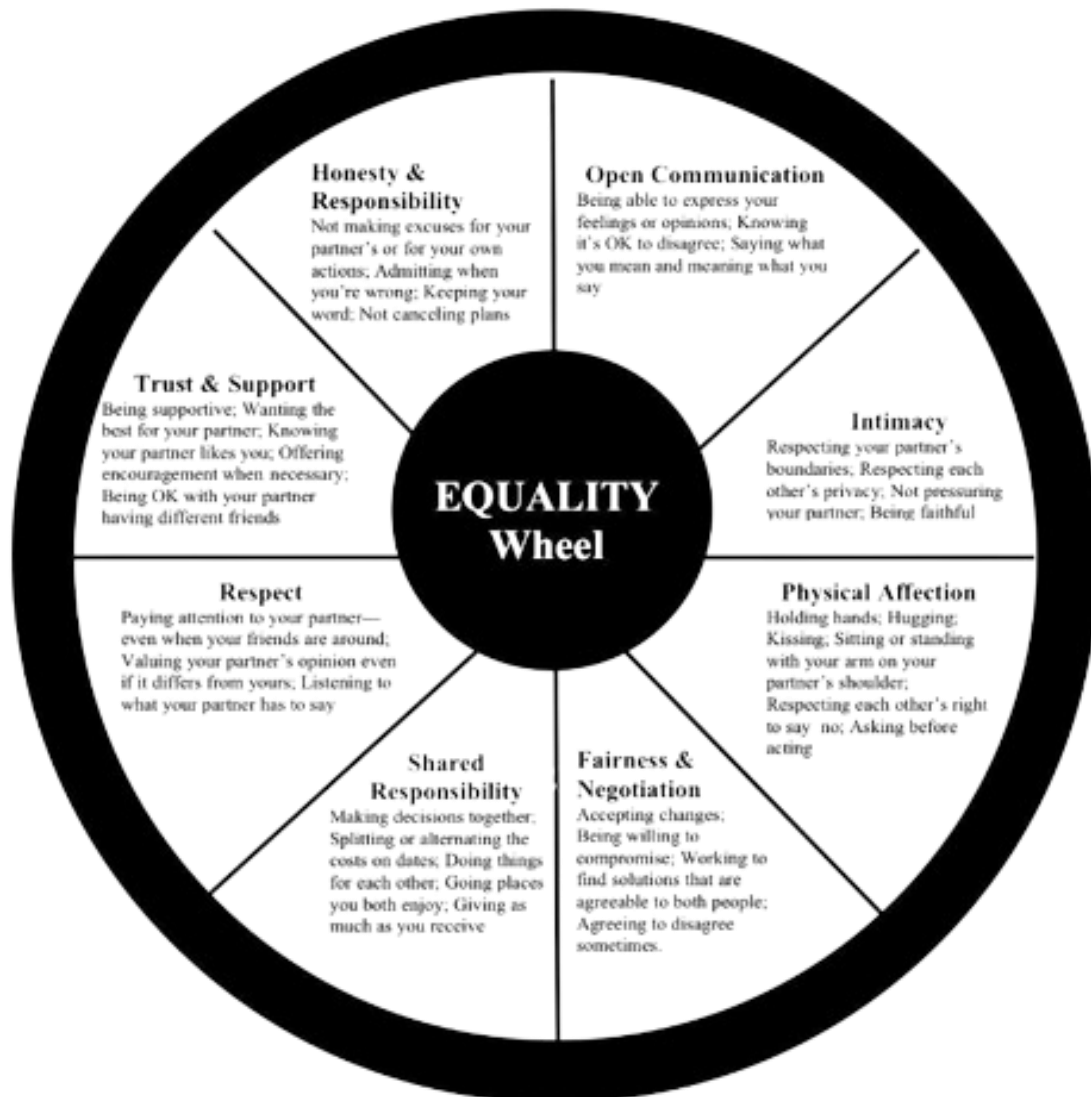 Honesty &
Responsibility
Not making excuses for your
partner's or for your own
actions; Admitting when
you're wrong; Keeping your
word; Not canceling plans
Open Communication
Being able to express your
feelings or opinions; Knowing
it's OK to disagree; Saying what
you mean and meaning what you
say
Trust & Support
Being supportive; Wanting the
best for your partner; Knowing
your partner likes you; Offering
encouragement when necessary;
Being OK with your partner
having different friends
EQUALITY
Wheel
Intimacy
Respecting your partner's
boundaries; Respecting each
other's privacy; Not pressuring
your partner; Being faithful
Respect
Paying attention to your partner—
even when your friends are around;
Valuing your partner's opinion even
if it differs from yours; Listening to
what your partner has to say
Physical Affection
Holding hands; Hugging;
Kissing; Sitting or standing
with your arm on your
partner's shoulder;
Respecting each other's right
to say no; Asking before
acting
Shared
Responsibility
Making decisions together;
Splitting or alternating the
costs on dates; Doing things
for each other; Going places
you both enjoy; Giving as
much as you receive
Fairness &
Negotiation
Accepting changes;
Being willing to
compromise; Working to
find solutions that are
agreeable to both people;
Agreeing to disagree
sometimes.